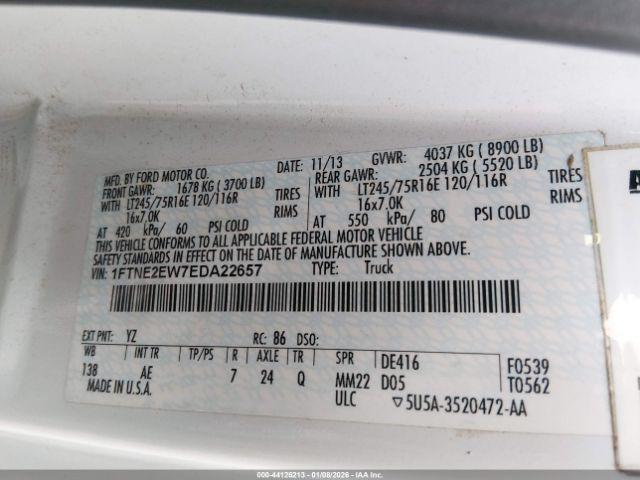 MFD. BY FORD MOTOR CO.
DATE: 11/13 GVWR: 4037 KG ( 8900 LB)
FRONT GAWR: 1678 KG ( 3700 LB) REAR GAWR: 2504 KG ( 5520 LB)
WITH LT245/75R16E 120/116R TIRES WITH LT245/75R16E 120/116R TIRES
16x7.0K RIMS 16x7.0K RIMS
AT 420 kPa/ 60 PSI COLD AT 550 kPa/ 80 PSI COLD
THIS VEHICLE CONFORMS TO ALL APPLICABLE FEDERAL MOTOR VEHICLE
SAFETY STANDARDS IN EFFECT ON THE DATE OF MANUFACTURE SHOWN ABOVE.
VIN: 1FTNE2EW7EDA22657 TYPE: Truck
EXT PNT: YZ RC: 86 DSO:
WB INT TR TP/PS R AXLE TR SPR DE416 F0539
138 AE 7 24 Q MM22 D05 T0562
MADE IN U.S.A. ULC ▽5U5A-3520472-AA
000-44126213 - 01/08/2026 - IAA Inc.